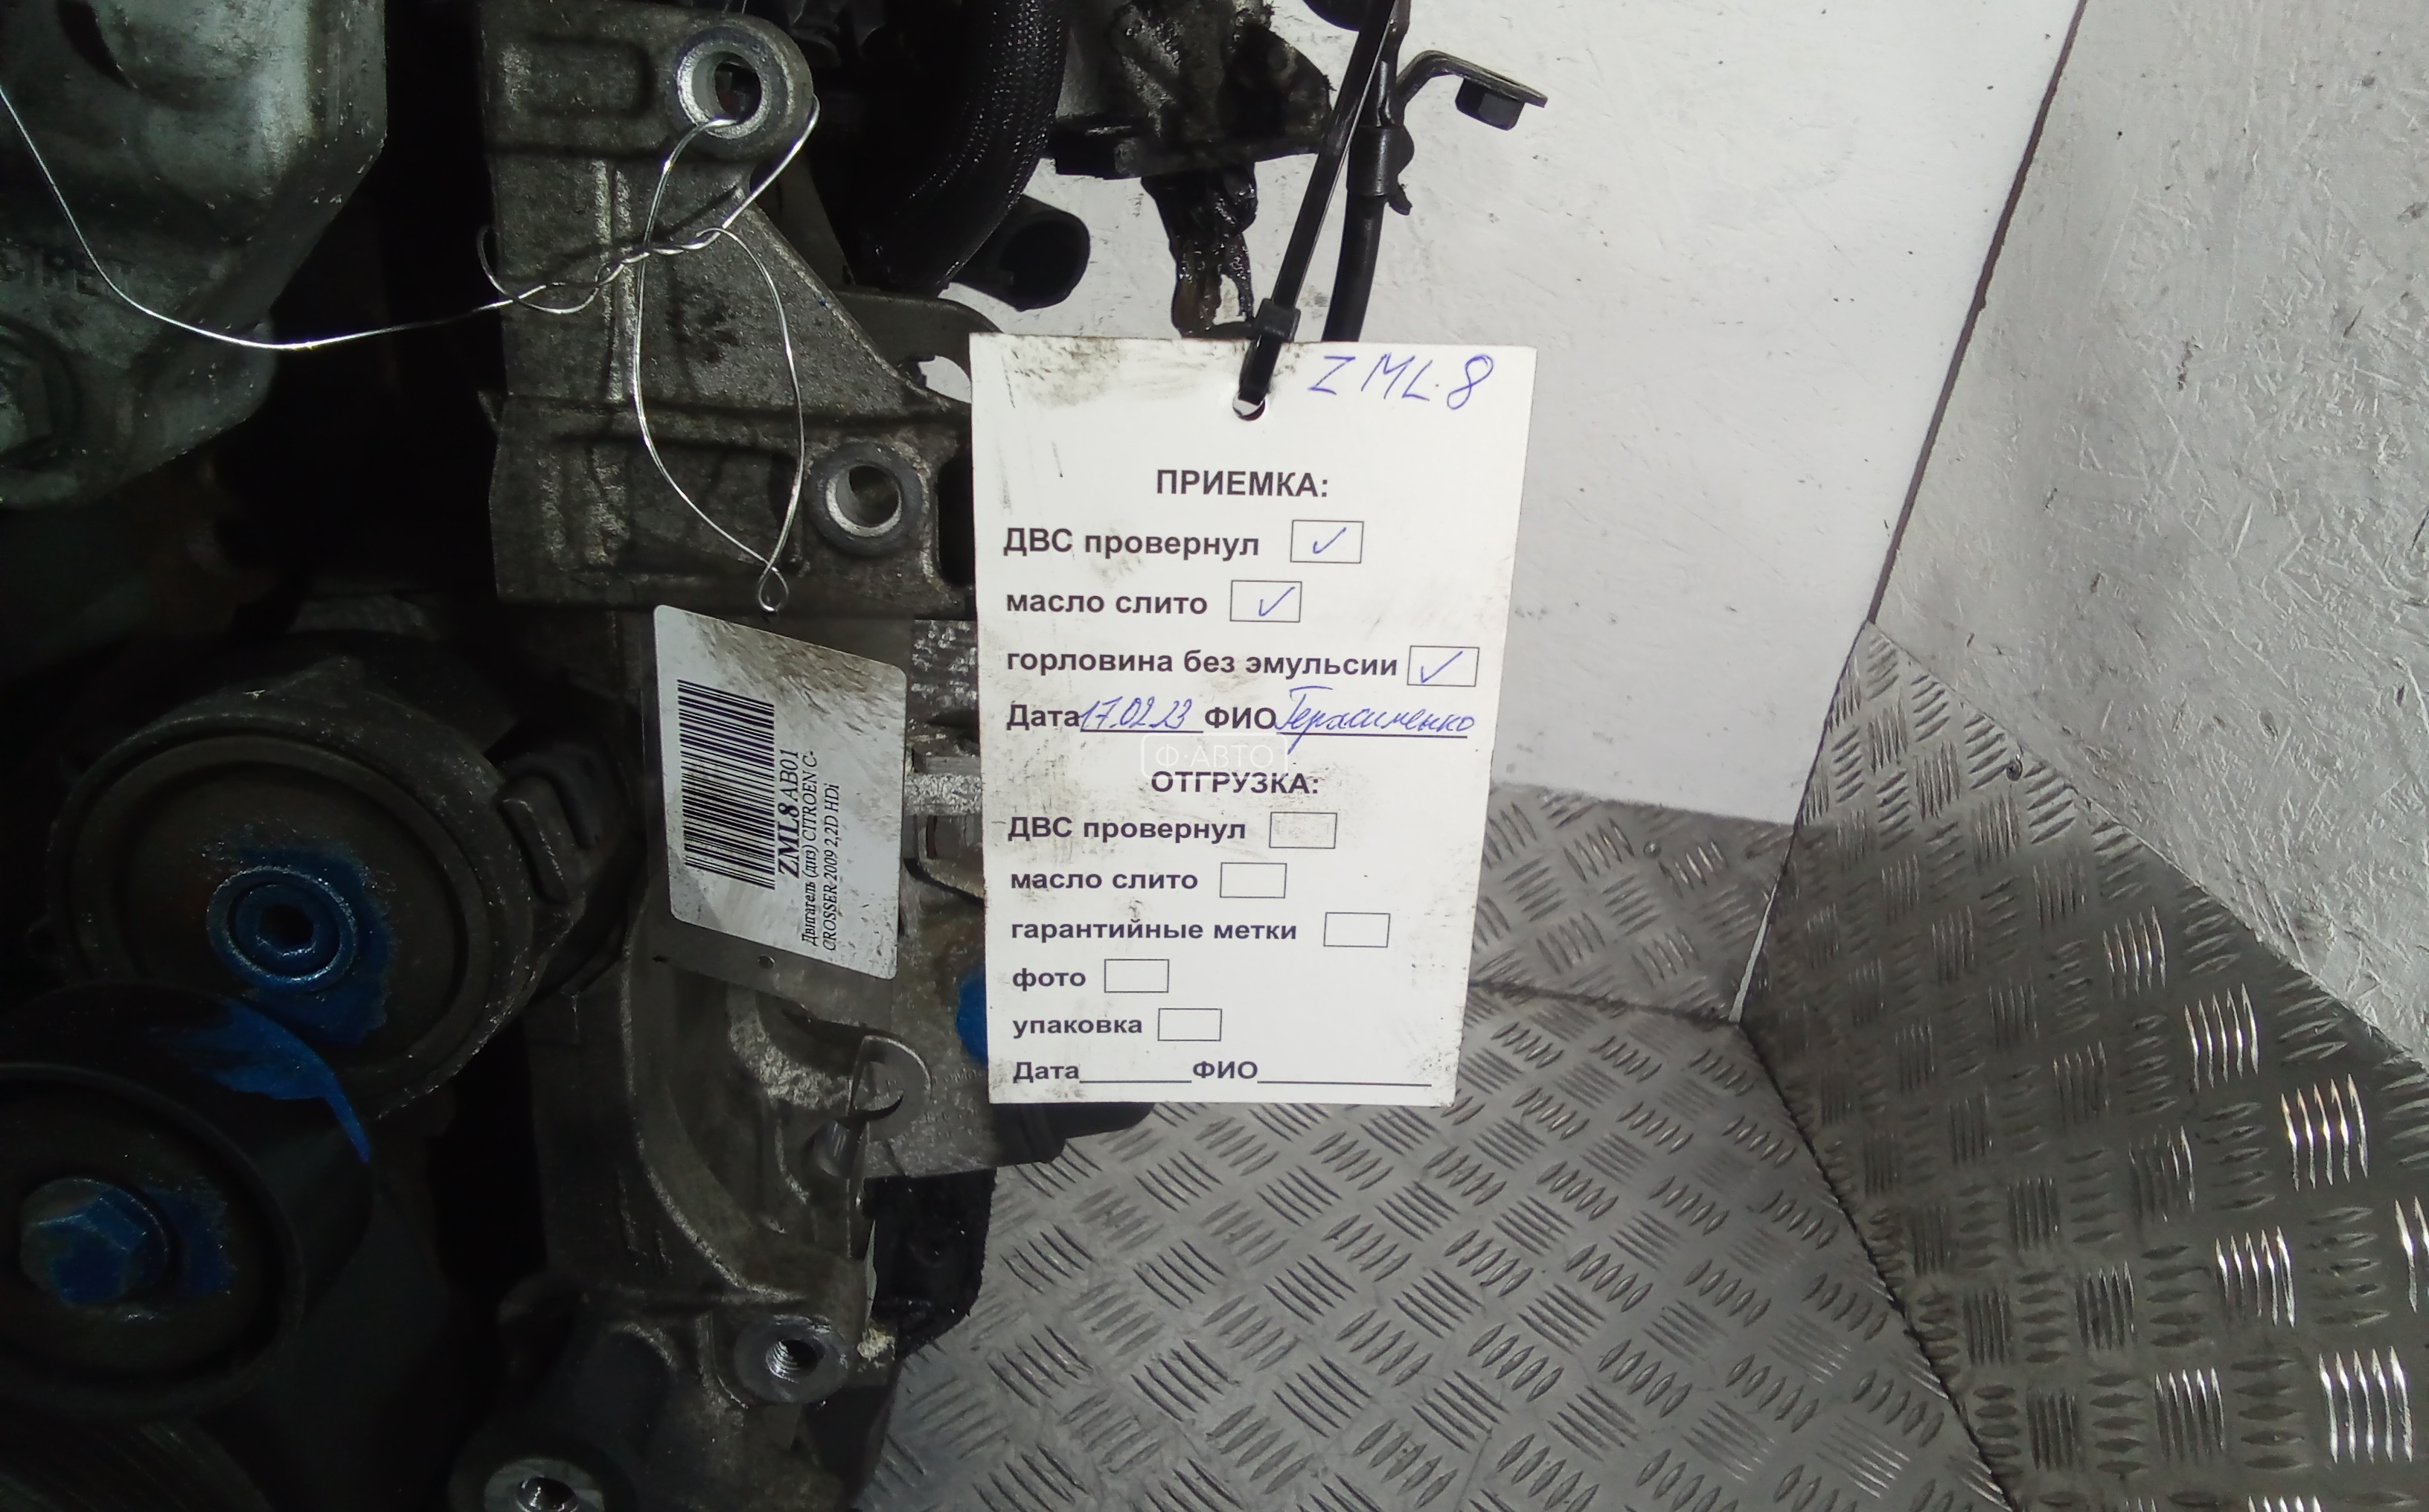 ZML8
ПРИЕМКА:
ДВС провернул ✓
масло слито ✓
горловина без эмульсии ✓
Дата 17.02.23 ФИО Герасименко
Ф·АВТО
ОТГРУЗКА:
ДВС провернул
масло слито
гарантийные метки
фото
упаковка
Дата ФИО
ZML8 AB01
Двигатель (диз) CITROEN C-
CROSSER 2009 2,2D HDi